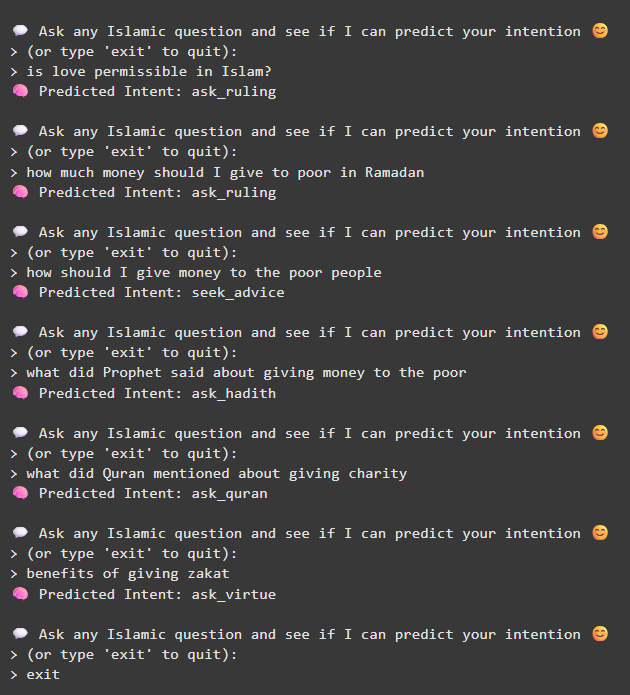 💬 Ask any Islamic question and see if I can predict your intention 😊
> (or type 'exit' to quit):
> is love permissible in Islam?
🧠 Predicted Intent: ask_ruling
💬 Ask any Islamic question and see if I can predict your intention 😊
> (or type 'exit' to quit):
> how much money should I give to poor in Ramadan
🧠 Predicted Intent: ask_ruling
💬 Ask any Islamic question and see if I can predict your intention 😊
> (or type 'exit' to quit):
> how should I give money to the poor people
🧠 Predicted Intent: seek_advice
💬 Ask any Islamic question and see if I can predict your intention 😊
> (or type 'exit' to quit):
> what did Prophet said about giving money to the poor
🧠 Predicted Intent: ask_hadith
💬 Ask any Islamic question and see if I can predict your intention 😊
> (or type 'exit' to quit):
> what did Quran mentioned about giving charity
🧠 Predicted Intent: ask_quran
💬 Ask any Islamic question and see if I can predict your intention 😊
> (or type 'exit' to quit):
> benefits of giving zakat
🧠 Predicted Intent: ask_virtue
💬 Ask any Islamic question and see if I can predict your intention 😊
> (or type 'exit' to quit):
> exit